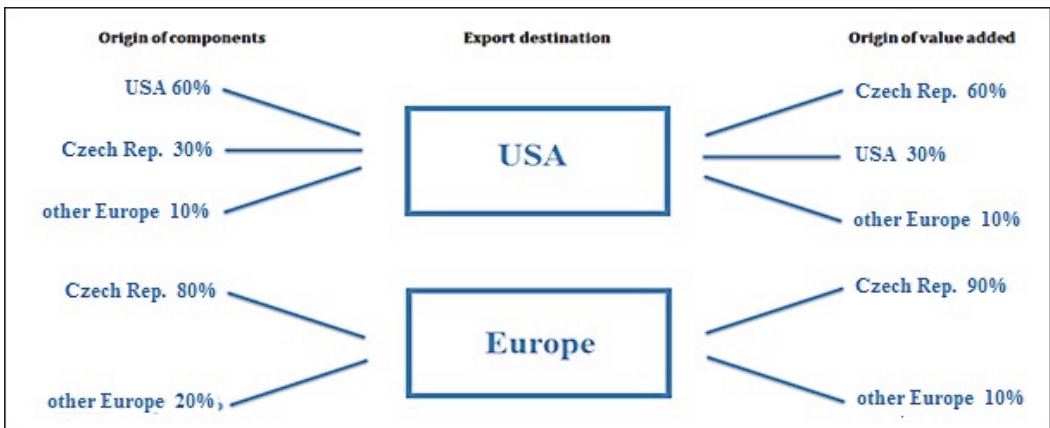 Origin of components
Export destination
Origin of value added
USA 60%
Czech Rep. 30%
other Europe 10%
USA
Czech Rep. 60%
USA 30%
other Europe 10%
Czech Rep. 80%
other Europe 20%,
Europe
Czech Rep. 90%
other Europe 10%